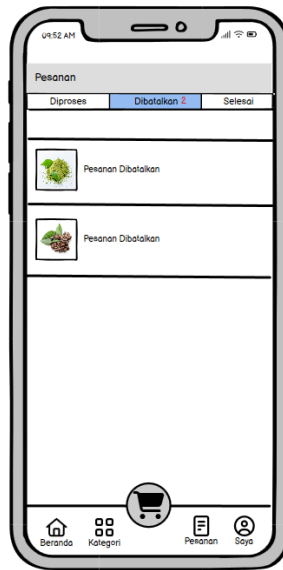 09:52 AM
Pesanan
Diproses
Dibatalkan 2
Selesai
Pesanan Dibatalkan
Pesanan Dibatalkan
Beranda
Kategori
Pesanan
Saya